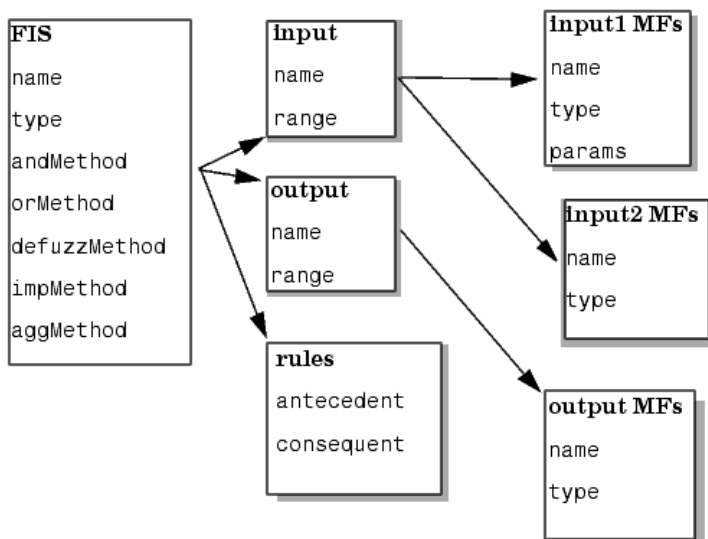 FIS
name
type
andMethod
orMethod
defuzzMethod
impMethod
aggMethod
input
name
range
output
name
range
rules
antecedent
consequent
input1 MFs
name
type
params
input2 MFs
name
type
output MFs
name
type